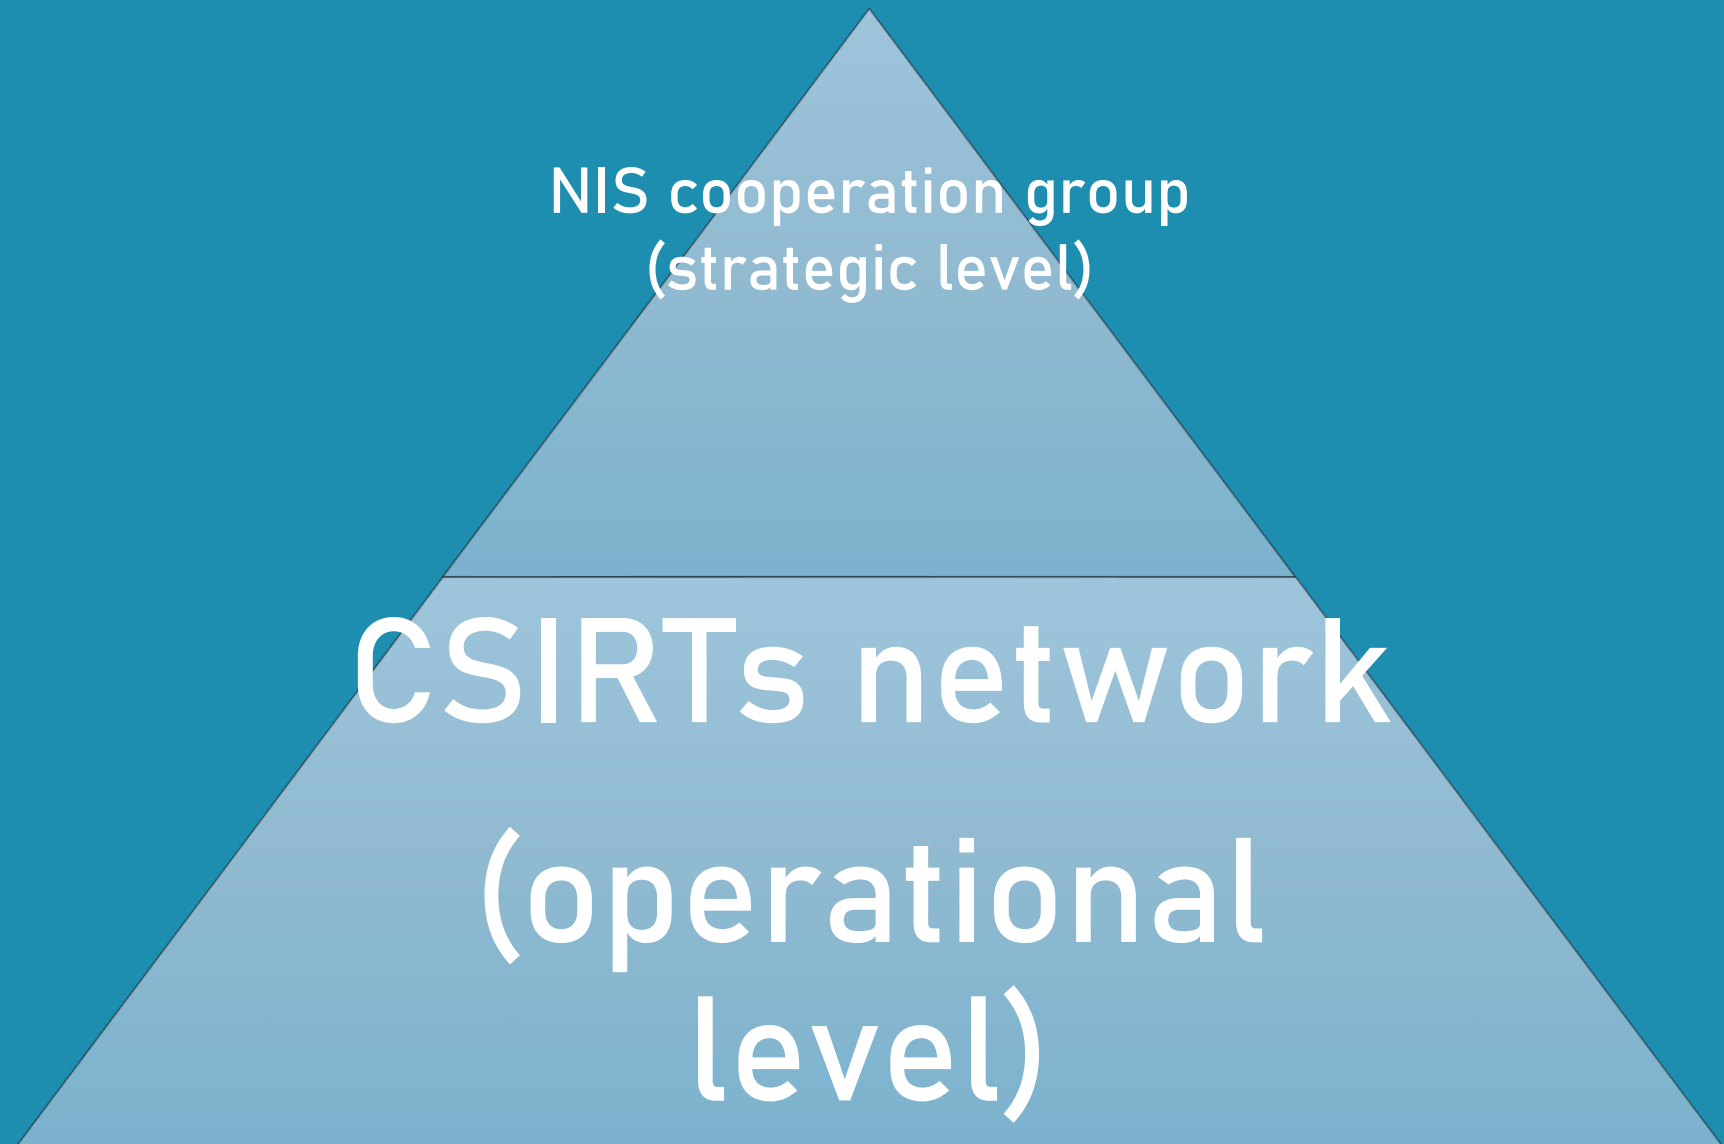 NIS cooperation group
(strategic level)
CSIRTs network
(operational
level)